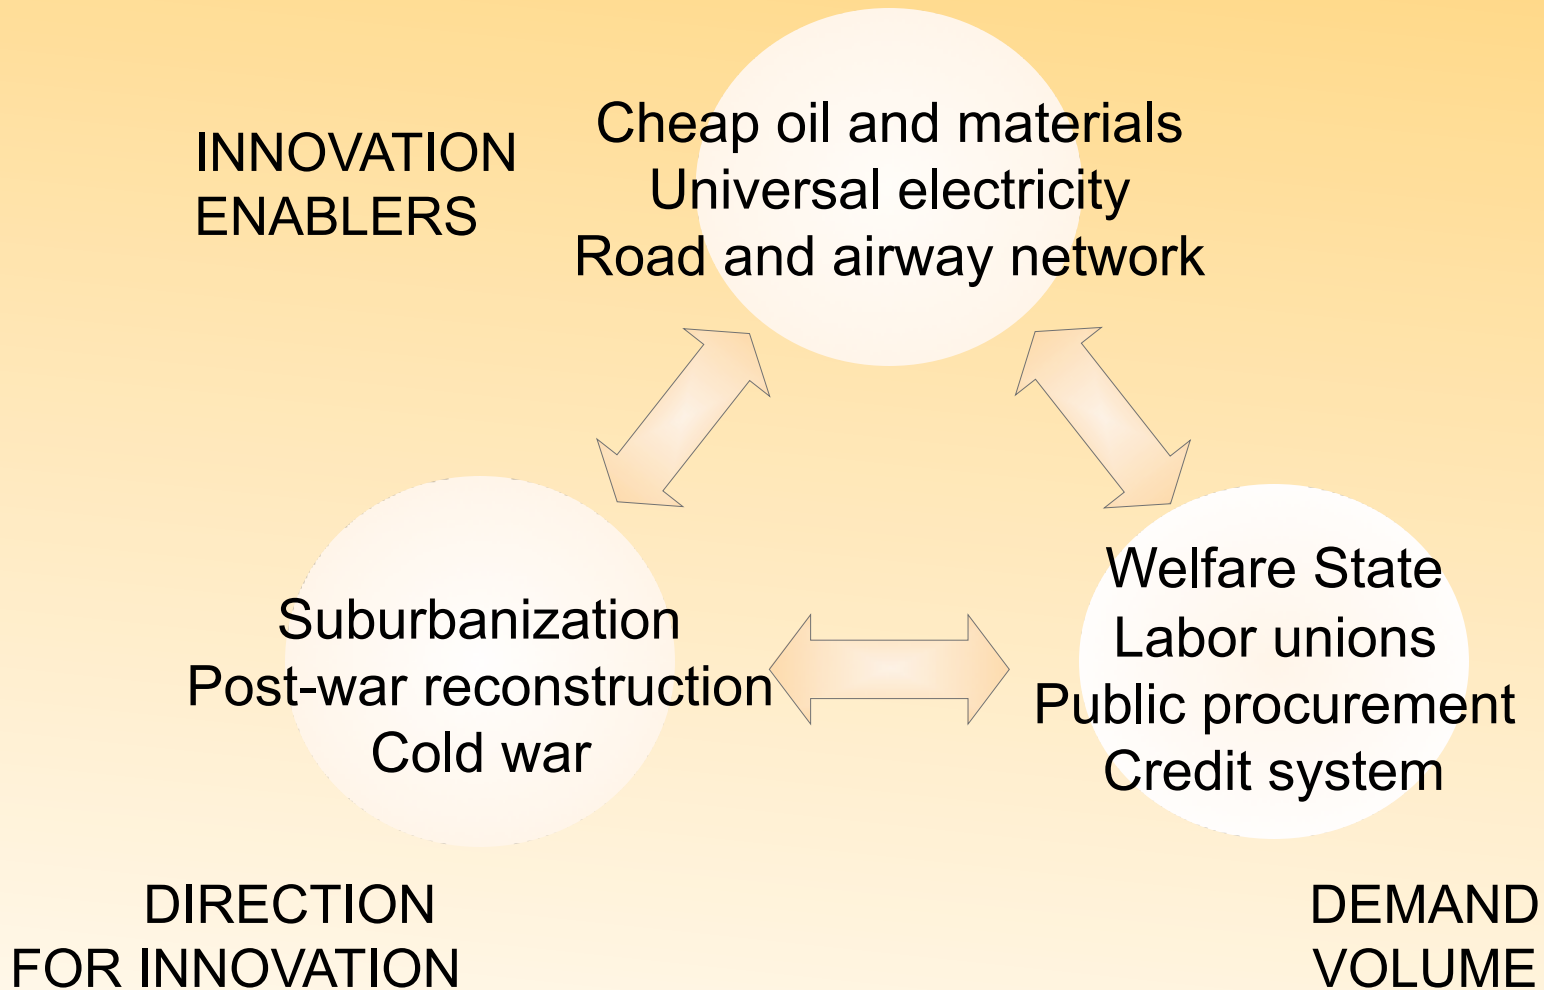 INNOVATION
ENABLERS
Cheap oil and materials
Universal electricity
Road and airway network
Suburbanization
Post-war reconstruction
Cold war
Welfare State
Labor unions
Public procurement
Credit system
DIRECTION
FOR INNOVATION
DEMAND
VOLUME